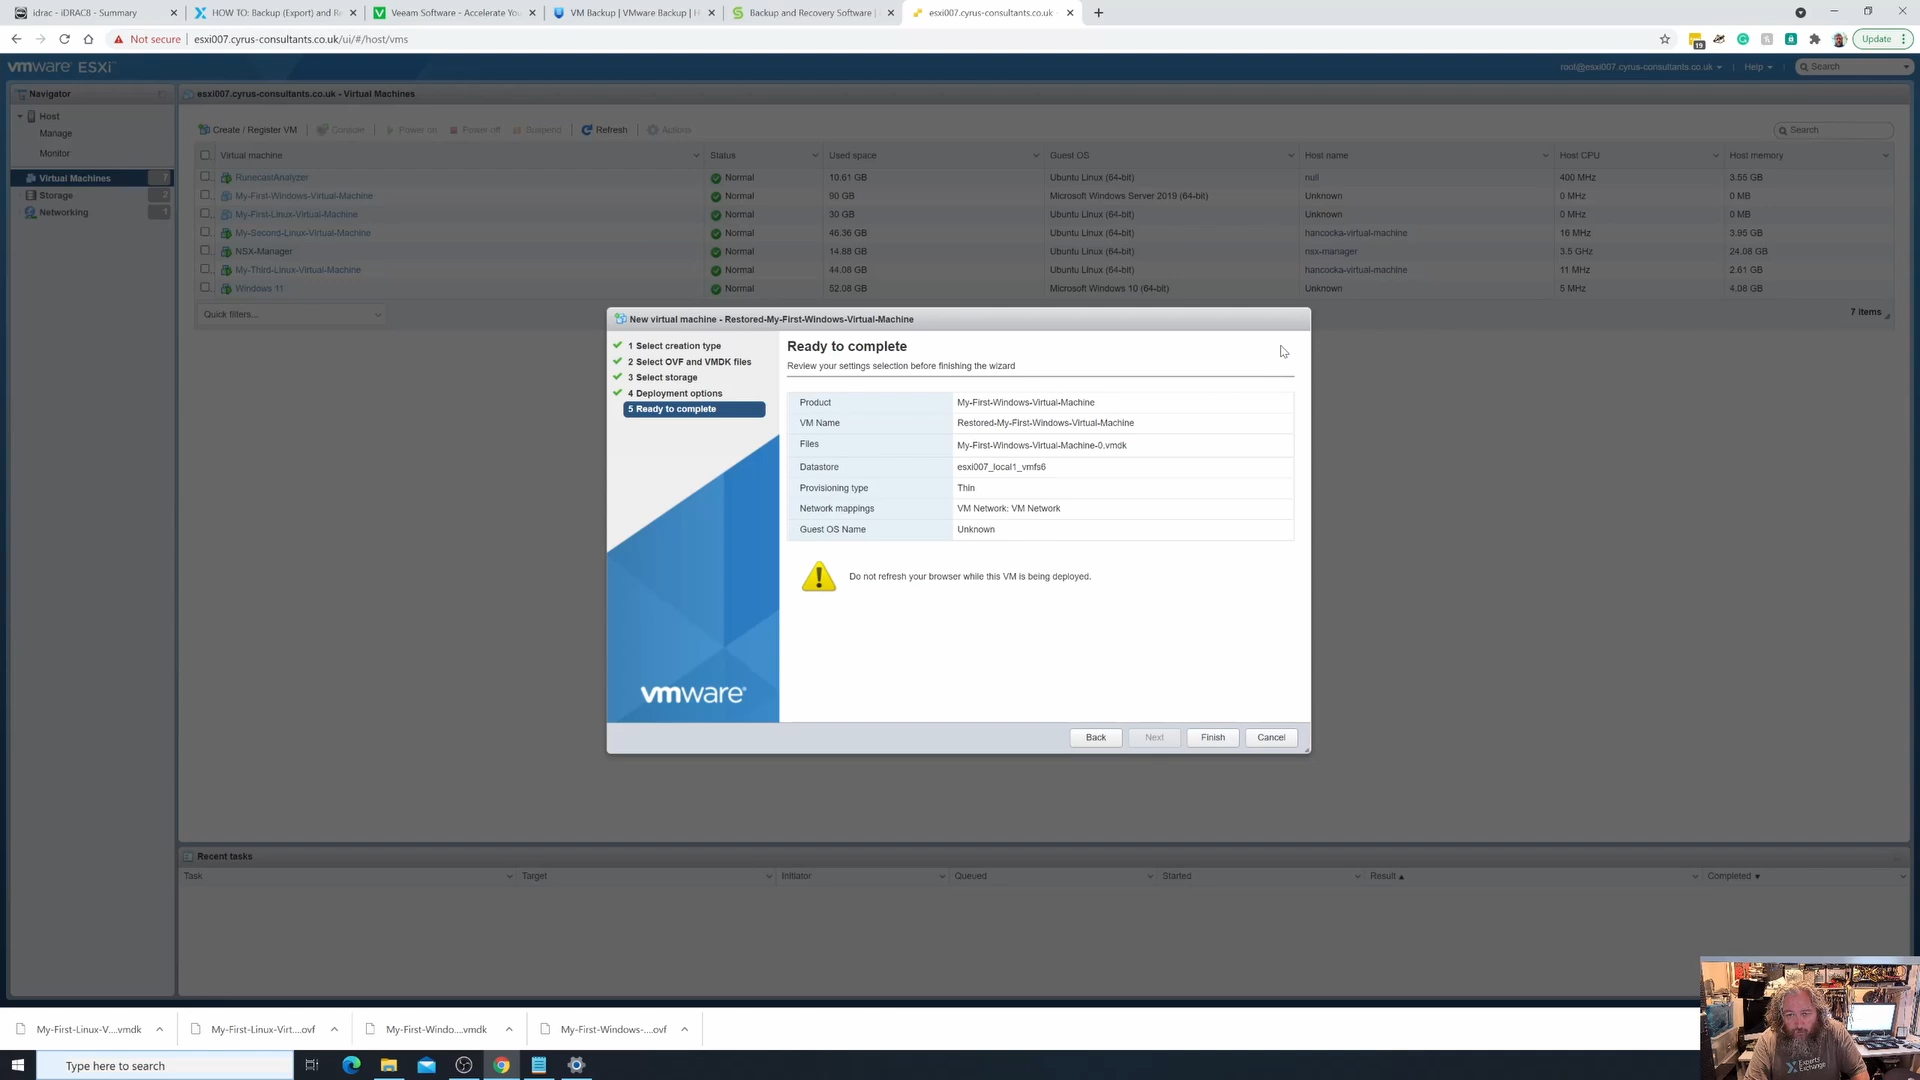 idrac - iDRAC8 - Summary
HOW TO: Backup (Export) and Re
Veeam Software - Accelerate You
VM Backup | VMware Backup | H
Backup and Recovery Software |
esxi007.cyrus-consultants.co.uk
Not secure
esxi007.cyrus-consultants.co.uk/ui/#/host/vms
19
Update
vmware ESXi
root@esxi007.cyrus-consultants.co.uk
Help
Search
Navigator
esxi007.cyrus-consultants.co.uk - Virtual Machines
Host
Manage
Monitor
Virtual Machines 7
Storage 2
Networking 1
Create / Register VM
Console
Power on
Power off
Suspend
Refresh
Actions
Search
Virtual machine Status Used space Guest OS Host name Host CPU Host memory
RunecastAnalyzer Normal 10.61 GB Ubuntu Linux (64-bit) null 400 MHz 3.55 GB
My-First-Windows-Virtual-Machine Normal 90 GB Microsoft Windows Server 2019 (64-bit) Unknown 0 MHz 0 MB
My-First-Linux-Virtual-Machine Normal 30 GB Ubuntu Linux (64-bit) Unknown 0 MHz 0 MB
My-Second-Linux-Virtual-Machine Normal 46.36 GB Ubuntu Linux (64-bit) hancocka-virtual-machine 16 MHz 3.95 GB
NSX-Manager Normal 14.88 GB Ubuntu Linux (64-bit) nsx-manager 3.5 GHz 24.08 GB
My-Third-Linux-Virtual-Machine Normal 44.08 GB Ubuntu Linux (64-bit) hancocka-virtual-machine 11 MHz 2.61 GB
Windows 11 Normal 52.08 GB Microsoft Windows 10 (64-bit) Unknown 5 MHz 4.08 GB
Quick filters...
7 items
New virtual machine - Restored-My-First-Windows-Virtual-Machine
1 Select creation type
2 Select OVF and VMDK files
3 Select storage
4 Deployment options
5 Ready to complete
vmware
Ready to complete
Review your settings selection before finishing the wizard
Product My-First-Windows-Virtual-Machine
VM Name Restored-My-First-Windows-Virtual-Machine
Files My-First-Windows-Virtual-Machine-0.vmdk
Datastore esxi007_local1_vmfs6
Provisioning type Thin
Network mappings VM Network: VM Network
Guest OS Name Unknown
Do not refresh your browser while this VM is being deployed.
Back
Next
Finish
Cancel
Recent tasks
Task Target Initiator Queued Started Result Completed
My-First-Linux-V....vmdk
My-First-Linux-Virt....ovf
My-First-Windo....vmdk
My-First-Windows-....ovf
Type here to search
Experts
Exchange